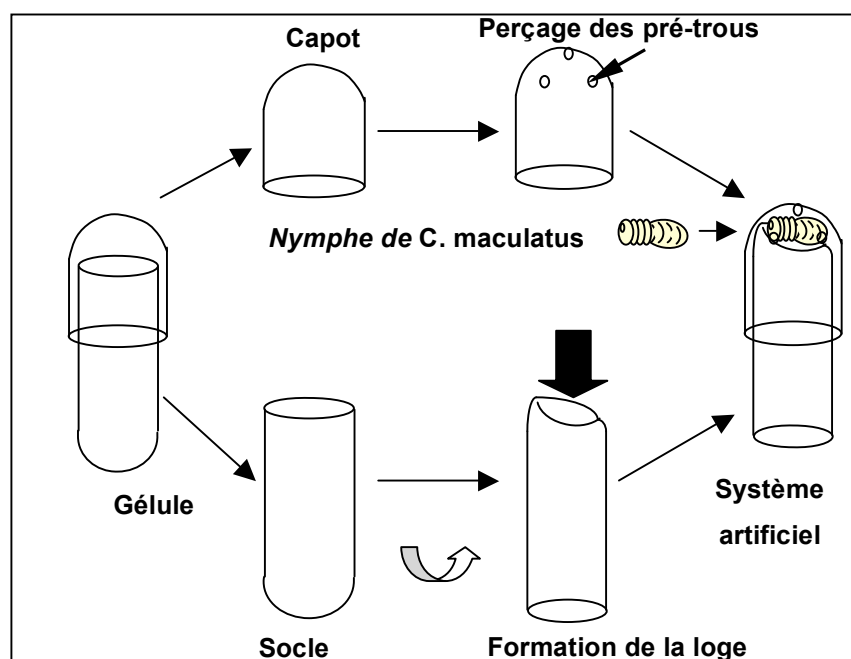 Capot
Perçage des pré-trous
Nymphe de C. maculatus
Gélule
Système
artificiel
Socle
Formation de la loge